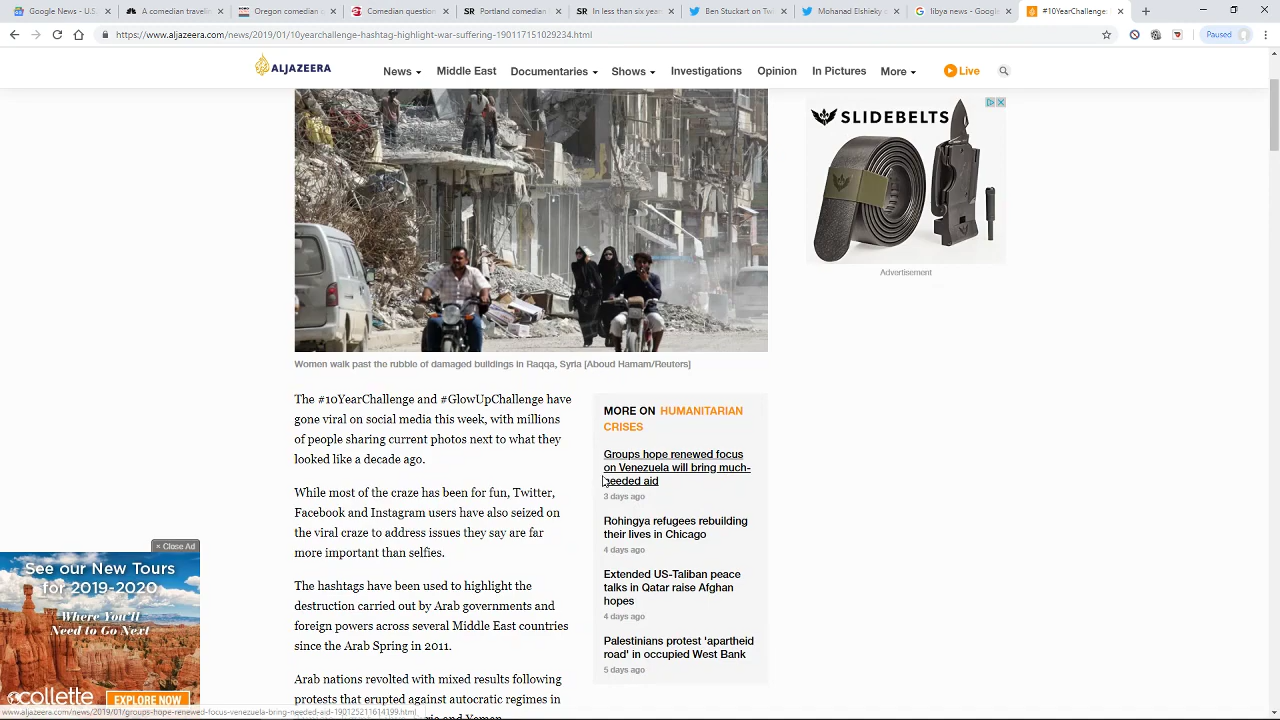 Google News - U.S.
Oregon comedian treate
Comedian questioned by
Portland comedian
In less than six year
Ben Stuckart on Tw
Mohanad Elshieky a
libya news - Goog
#10YearChallenge
https://www.aljazeera.com/news/2019/01/10yearchallenge-hashtag-highlight-war-suffering-190117151029234.html
Paused
ALJAZEERA
News
Middle East
Documentaries
Shows
Investigations
Opinion
In Pictures
More
Live
SLIDEBELTS
Advertisement
Women walk past the rubble of damaged buildings in Raqqa, Syria [Aboud Hamam/Reuters]
The #10YearChallenge and #GlowUpChallenge have
gone viral on social media this week, with millions
of people sharing current photos next to what they
looked like a decade ago.
While most of the craze has been for fun, Twitter,
Facebook and Instagram users have also seized on
the viral craze to address issues they say are far
more important than selfies.
The hashtags have been used to highlight the
destruction carried out by Arab governments and
foreign powers across several Middle East countries
since the Arab Spring in 2011.
Arab nations revolted with mixed results following
protests that erupted against autocratic regimes in
MORE ON HUMANITARIAN
CRISES
Groups hope renewed focus
on Venezuela will bring much-
needed aid
3 days ago
Rohingya refugees rebuilding
their lives in Chicago
4 days ago
Extended US-Taliban peace
talks in Qatar raise Afghan
hopes
4 days ago
Palestinians protest 'apartheid
road' in occupied West Bank
5 days ago
× Close Ad
See our New Tours
for 2019-2020
Where You'll
Need to Go Next
collette
EXPLORE NOW
www.aljazeera.com/news/2019/01/groups-hope-renewed-focus-venezuela-bring-needed-aid-190125211614199.html